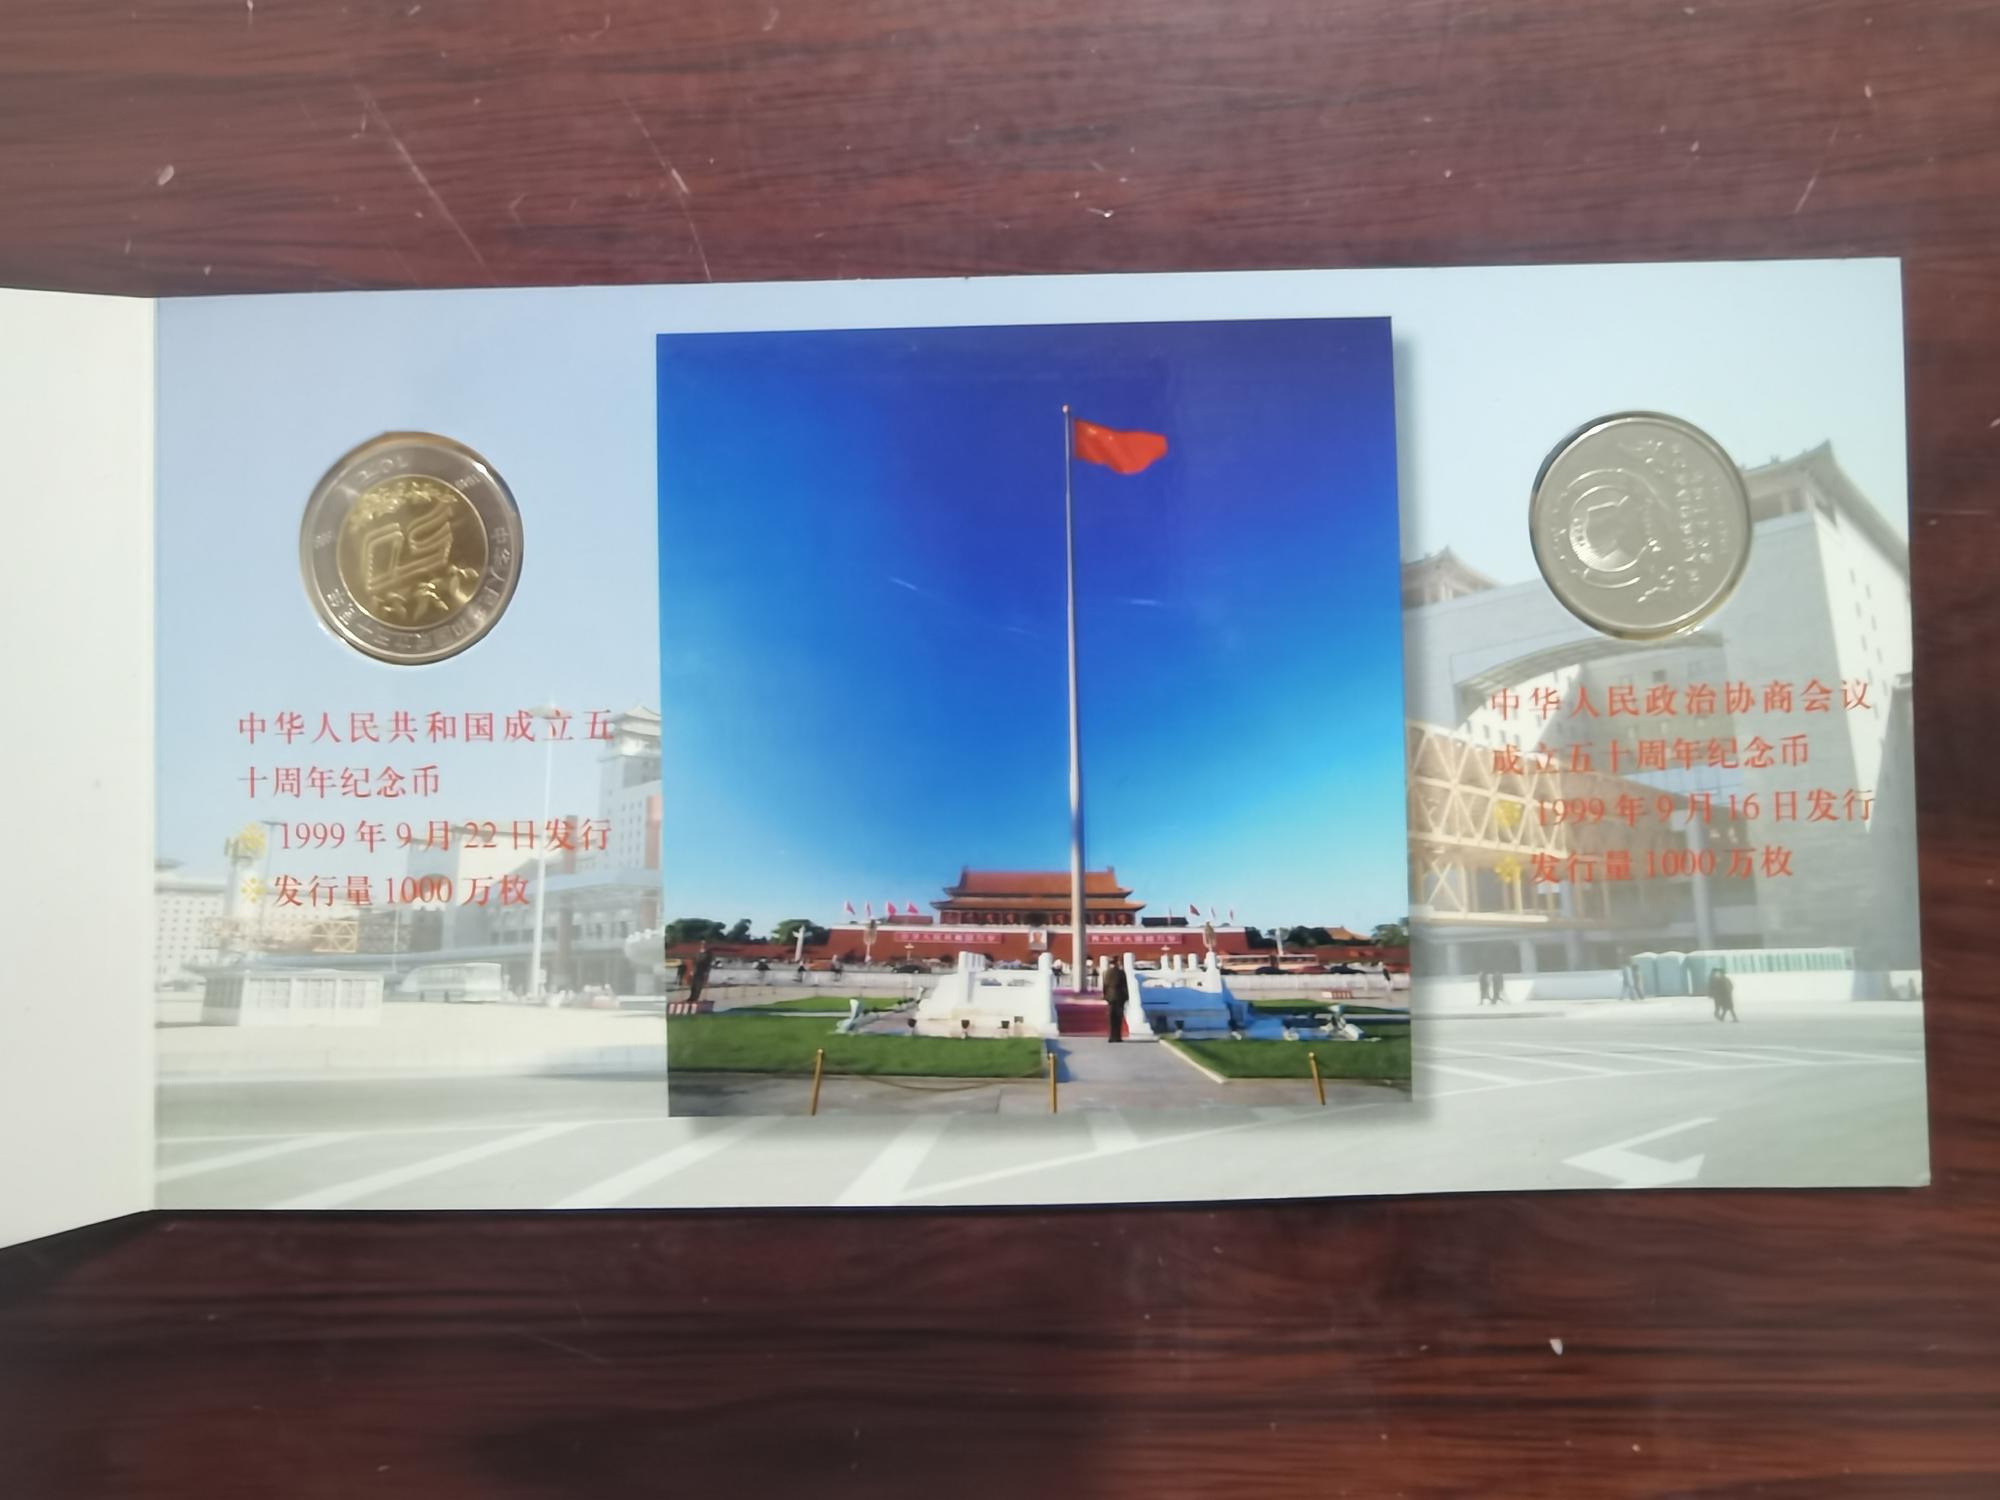 中华人民共和国成立五
十周年纪念币
※ 1999年9月22日发行
※ 发行量1000万枚
中华人民政治协商会议
成立五十周年纪念币
※ 1999年9月16日发行
※ 发行量1000万枚